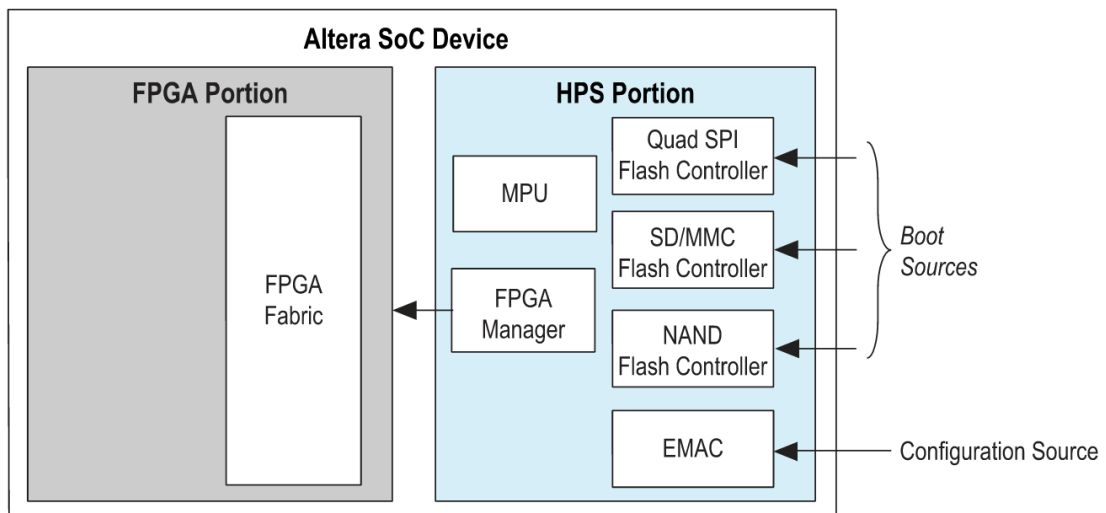 Altera SoC Device
FPGA Portion
HPS Portion
Quad SPI
Flash Controller
MPU
SD/MMC
Flash Controller
Boot
Sources
FPGA
Fabric
FPGA
Manager
NAND
Flash Controller
EMAC
Configuration Source